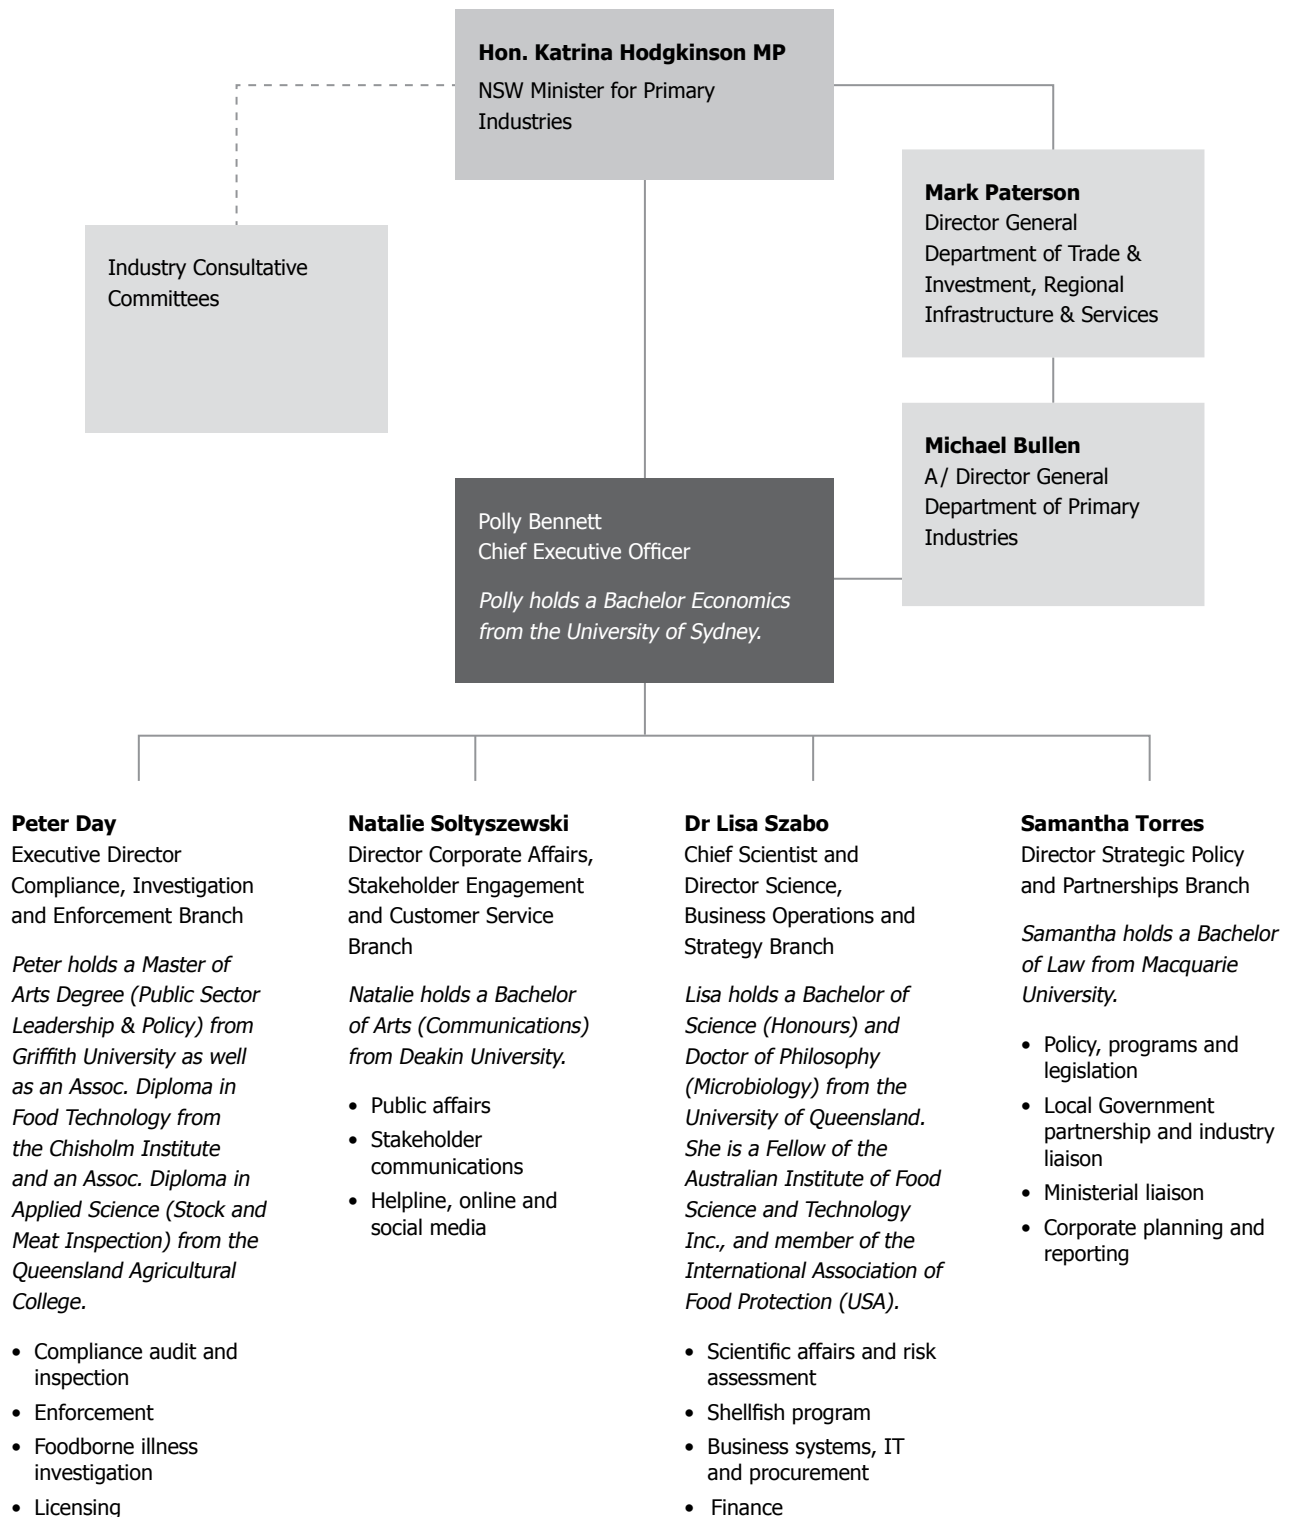 Hon. Katrina Hodgkinson MP
NSW Minister for Primary
Industries
Mark Paterson
Director General
Department of Trade &
Investment, Regional
Infrastructure & Services
Industry Consultative
Committees
Michael Bullen
A/ Director General
Department of Primary
Industries
Polly Bennett
Chief Executive Officer
Polly holds a Bachelor Economics
from the University of Sydney.
Peter Day
Executive Director
Compliance, Investigation
and Enforcement Branch
Peter holds a Master of
Arts Degree (Public Sector
Leadership & Policy) from
Griffith University as well
as an Assoc. Diploma in
Food Technology from
the Chisholm Institute
and an Assoc. Diploma in
Applied Science (Stock and
Meat Inspection) from the
Queensland Agricultural
College.
• Compliance audit and
inspection
• Enforcement
• Foodborne illness
investigation
• Licensing
Natalie Soltyszewski
Director Corporate Affairs,
Stakeholder Engagement
and Customer Service
Branch
Natalie holds a Bachelor
of Arts (Communications)
from Deakin University.
• Public affairs
• Stakeholder
communications
• Helpline, online and
social media
Dr Lisa Szabo
Chief Scientist and
Director Science,
Business Operations and
Strategy Branch
Lisa holds a Bachelor of
Science (Honours) and
Doctor of Philosophy
(Microbiology) from the
University of Queensland.
She is a Fellow of the
Australian Institute of Food
Science and Technology
Inc., and member of the
International Association of
Food Protection (USA).
• Scientific affairs and risk
assessment
• Shellfish program
• Business systems, IT
and procurement
• Finance
Samantha Torres
Director Strategic Policy
and Partnerships Branch
Samantha holds a Bachelor
of Law from Macquarie
University.
• Policy, programs and
legislation
• Local Government
partnership and industry
liaison
• Ministerial liaison
• Corporate planning and
reporting